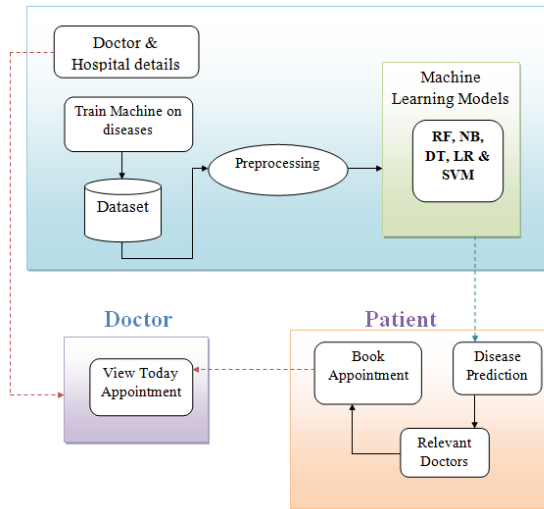 Doctor &
Hospital details
Train Machine on
diseases
Dataset
Preprocessing
Machine
Learning Models
RF, NB,
DT, LR &
SVM
Doctor
View Today
Appointment
Patient
Book
Appointment
Disease
Prediction
Relevant
Doctors